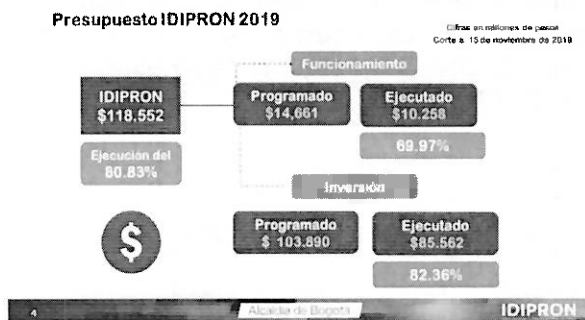 Presupuesto IDIPRON 2019
Cifras en millones de pesos
Corte a 15 de noviembre de 2019
Funcionamiento
IDIPRON
$118.552
Programado
$14,661
Ejecutado
$10.258
Ejecución del
80.83%
69.97%
Inversión
Programado
$ 103.890
Ejecutado
$85.562
82.36%
4
Alcaldía de Bogotá
IDIPRON